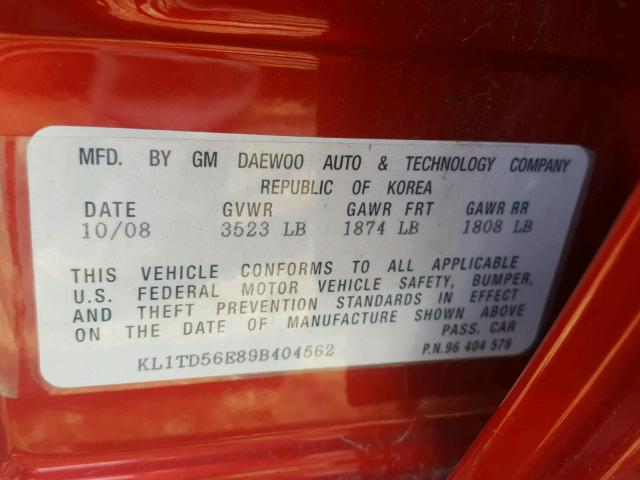 MFD. BY GM DAEWOO AUTO & TECHNOLOGY COMPANY
REPUBLIC OF KOREA
DATE GVWR GAWR FRT GAWR RR
10/08 3523 LB 1874 LB 1808 LB
THIS VEHICLE CONFORMS TO ALL APPLICABLE
U.S. FEDERAL MOTOR VEHICLE SAFETY, BUMPER,
AND THEFT PREVENTION STANDARDS IN EFFECT
ON THE DATE OF MANUFACTURE SHOWN ABOVE
PASS. CAR
KL1TD56E89B404562 P.N.96 404 578